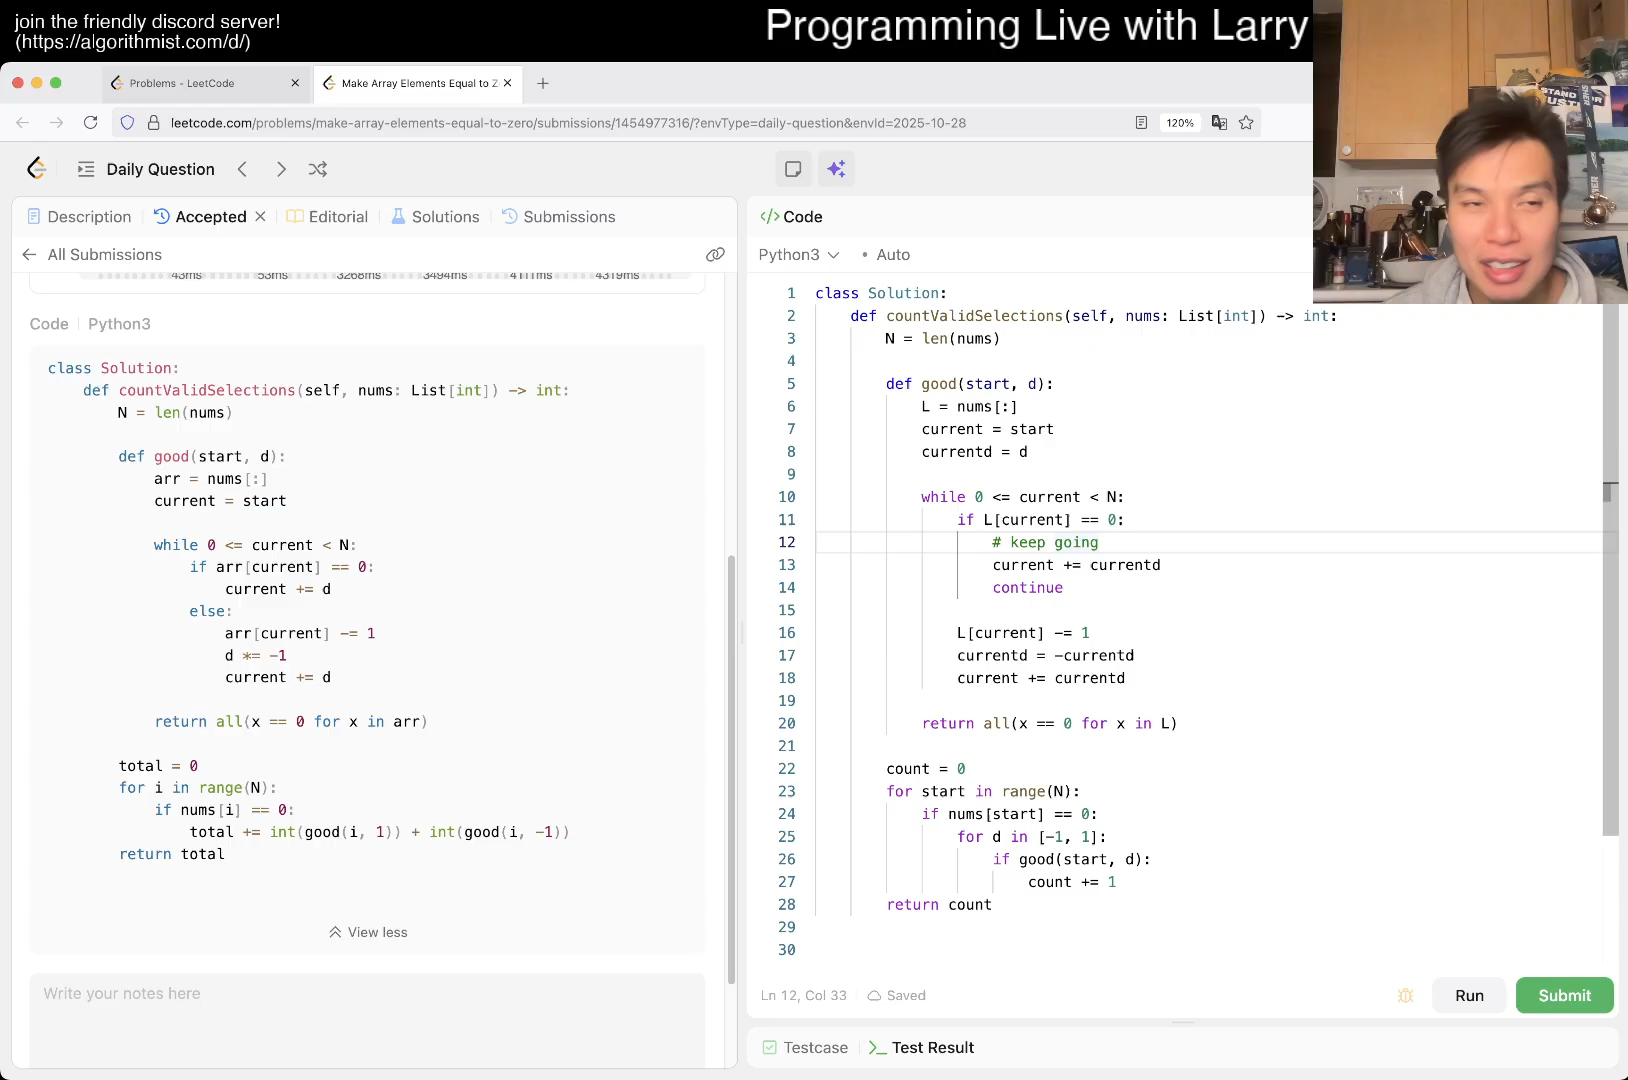 join the friendly discord server!
(https://algorithmist.com/d/)
Programming Live with Larry
Problems - LeetCode
Make Array Elements Equal to Z
leetcode.com/problems/make-array-elements-equal-to-zero/submissions/1454977316/?envType=daily-question&envId=2025-10-28
120%
Daily Question
Description
Accepted
Editorial
Solutions
Submissions
All Submissions
43ms 53ms 3268ms 3494ms 4111ms 4319ms
Code Python3
class Solution:
def countValidSelections(self, nums: List[int]) -> int:
N = len(nums)
def good(start, d):
arr = nums[:]
current = start
while 0 <= current < N:
if arr[current] == 0:
current += d
else:
arr[current] -= 1
d *= -1
current += d
return all(x == 0 for x in arr)
total = 0
for i in range(N):
if nums[i] == 0:
total += int(good(i, 1)) + int(good(i, -1))
return total
View less
Write your notes here
</> Code
Python3 • Auto
1 class Solution:
2 def countValidSelections(self, nums: List[int]) -> int:
3 N = len(nums)
4
5 def good(start, d):
6 L = nums[:]
7 current = start
8 currentd = d
9
10 while 0 <= current < N:
11 if L[current] == 0:
12 # keep going
13 current += currentd
14 continue
15
16 L[current] -= 1
17 currentd = -currentd
18 current += currentd
19
20 return all(x == 0 for x in L)
21
22 count = 0
23 for start in range(N):
24 if nums[start] == 0:
25 for d in [-1, 1]:
26 if good(start, d):
27 count += 1
28 return count
29
30
Ln 12, Col 33 Saved
Run
Submit
Testcase
Test Result
STAND FOR